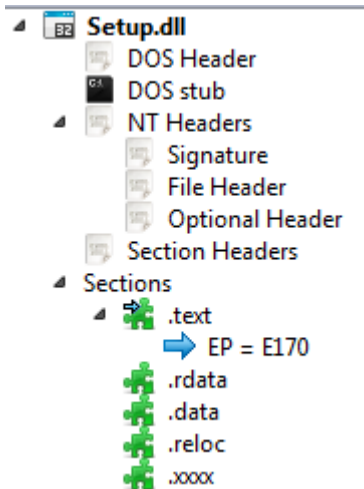 Setup.dll
DOS Header
DOS stub
NT Headers
Signature
File Header
Optional Header
Section Headers
Sections
.text
EP = E170
.rdata
.data
.reloc
.xxxx